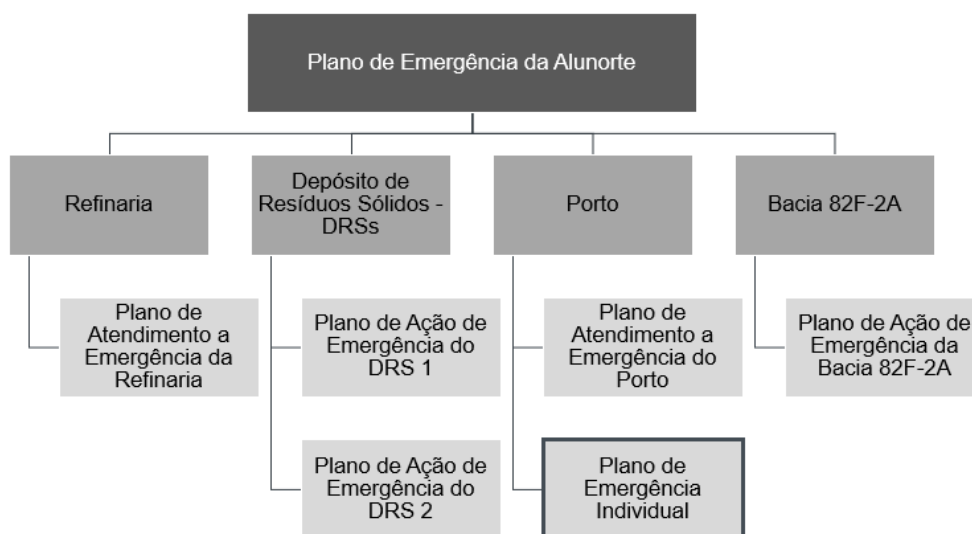 Plano de Emergência da Alunorte
Refinaria
Depósito de
Resíduos Sólidos -
DRSs
Porto
Bacia 82F-2A
Plano de
Atendimento a
Emergência da
Refinaria
Plano de Ação de
Emergência do
DRS 1
Plano de
Atendimento a
Emergência do
Porto
Plano de Ação de
Emergência da
Bacia 82F-2A
Plano de Ação de
Emergência do
DRS 2
Plano de
Emergência
Individual